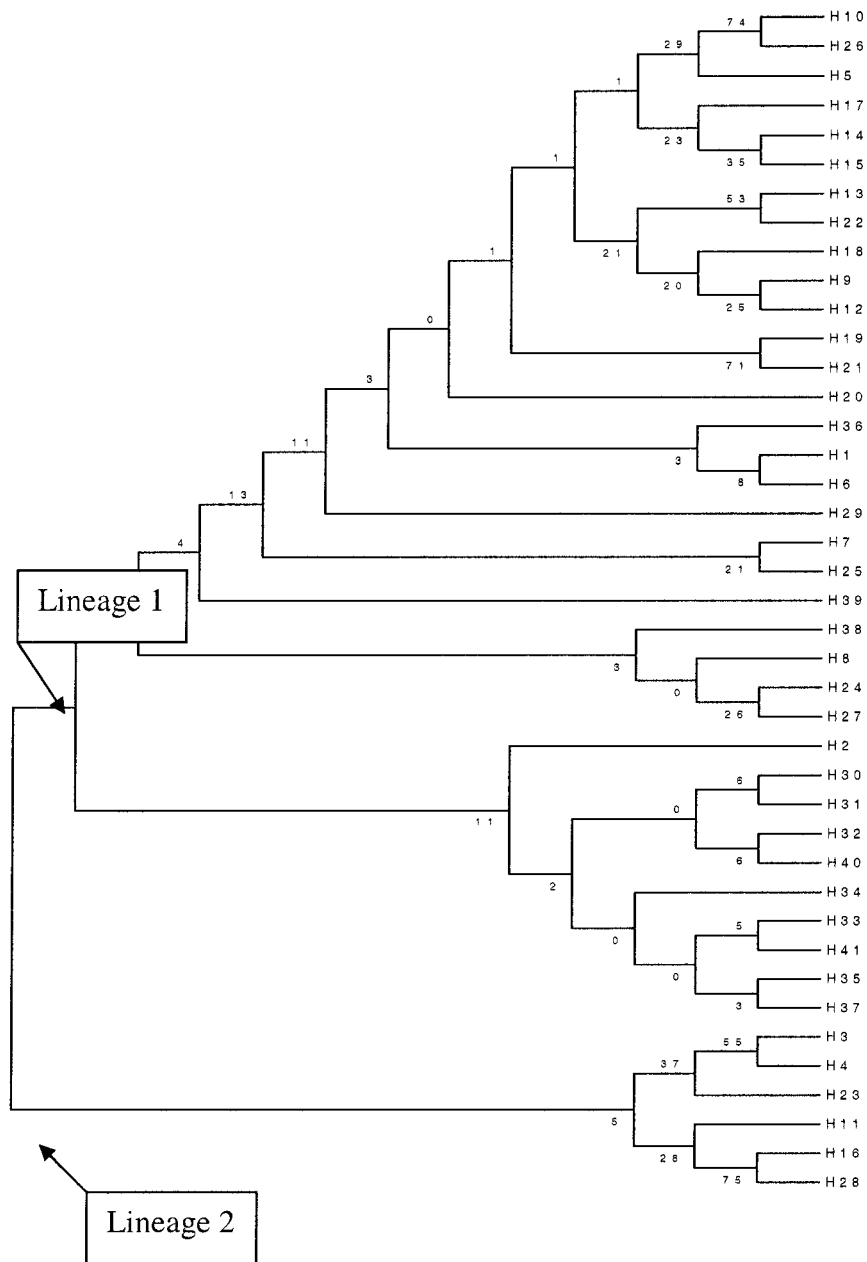 H10
74
H26
29
H5
1
H17
23
H14
35
H15
1
53
H13
H22
21
H18
20
H9
25
H12
1
H19
71
H21
0
H20
3
H36
3
H1
8
H6
11
H29
13
H7
21
H25
4
H39
Lineage 1
H38
3
H8
0
H24
26
H27
H2
11
6
H30
H31
0
H32
6
H40
2
H34
0
5
H33
H41
0
H35
3
H37
55
H3
H4
37
H23
5
H11
28
H16
75
H28
Lineage 2